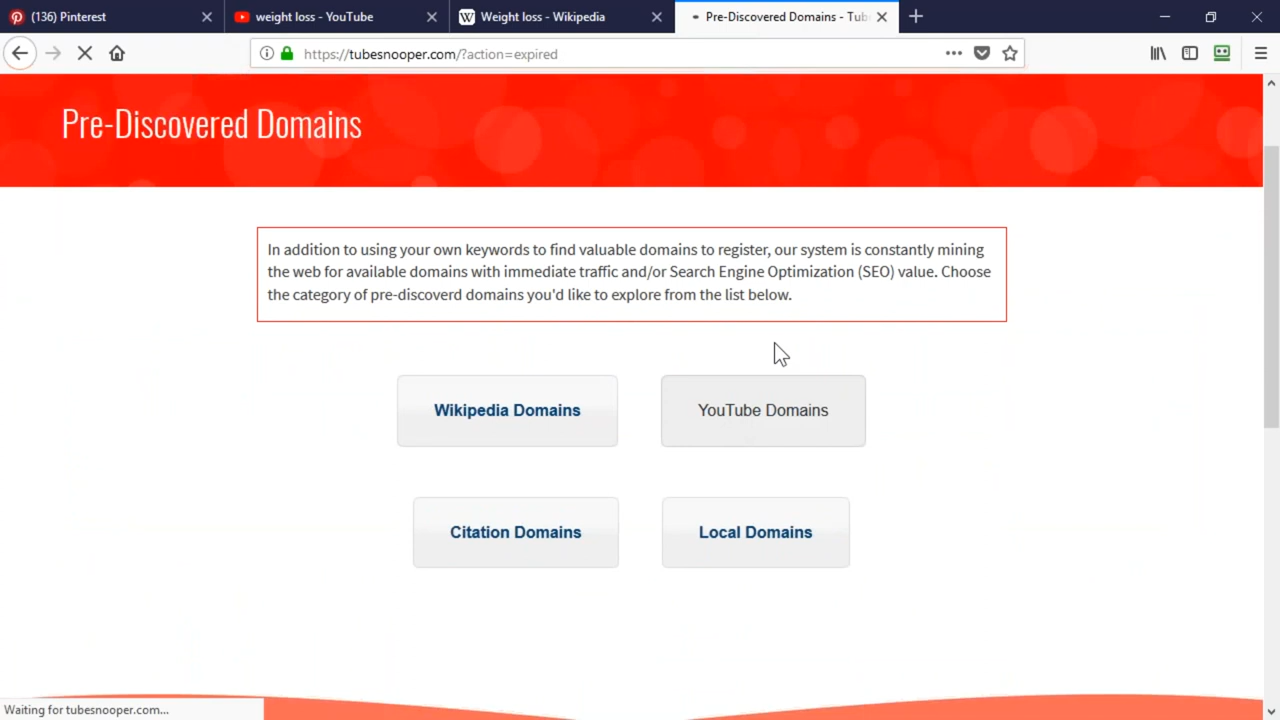 (136) Pinterest
weight loss - YouTube
Weight loss - Wikipedia
Pre-Discovered Domains - Tub
https://tubesnooper.com/?action=expired
Pre-Discovered Domains
In addition to using your own keywords to find valuable domains to register, our system is constantly mining
the web for available domains with immediate traffic and/or Search Engine Optimization (SEO) value. Choose
the category of pre-discoverd domains you'd like to explore from the list below.
Wikipedia Domains
YouTube Domains
Citation Domains
Local Domains
Waiting for tubesnooper.com...